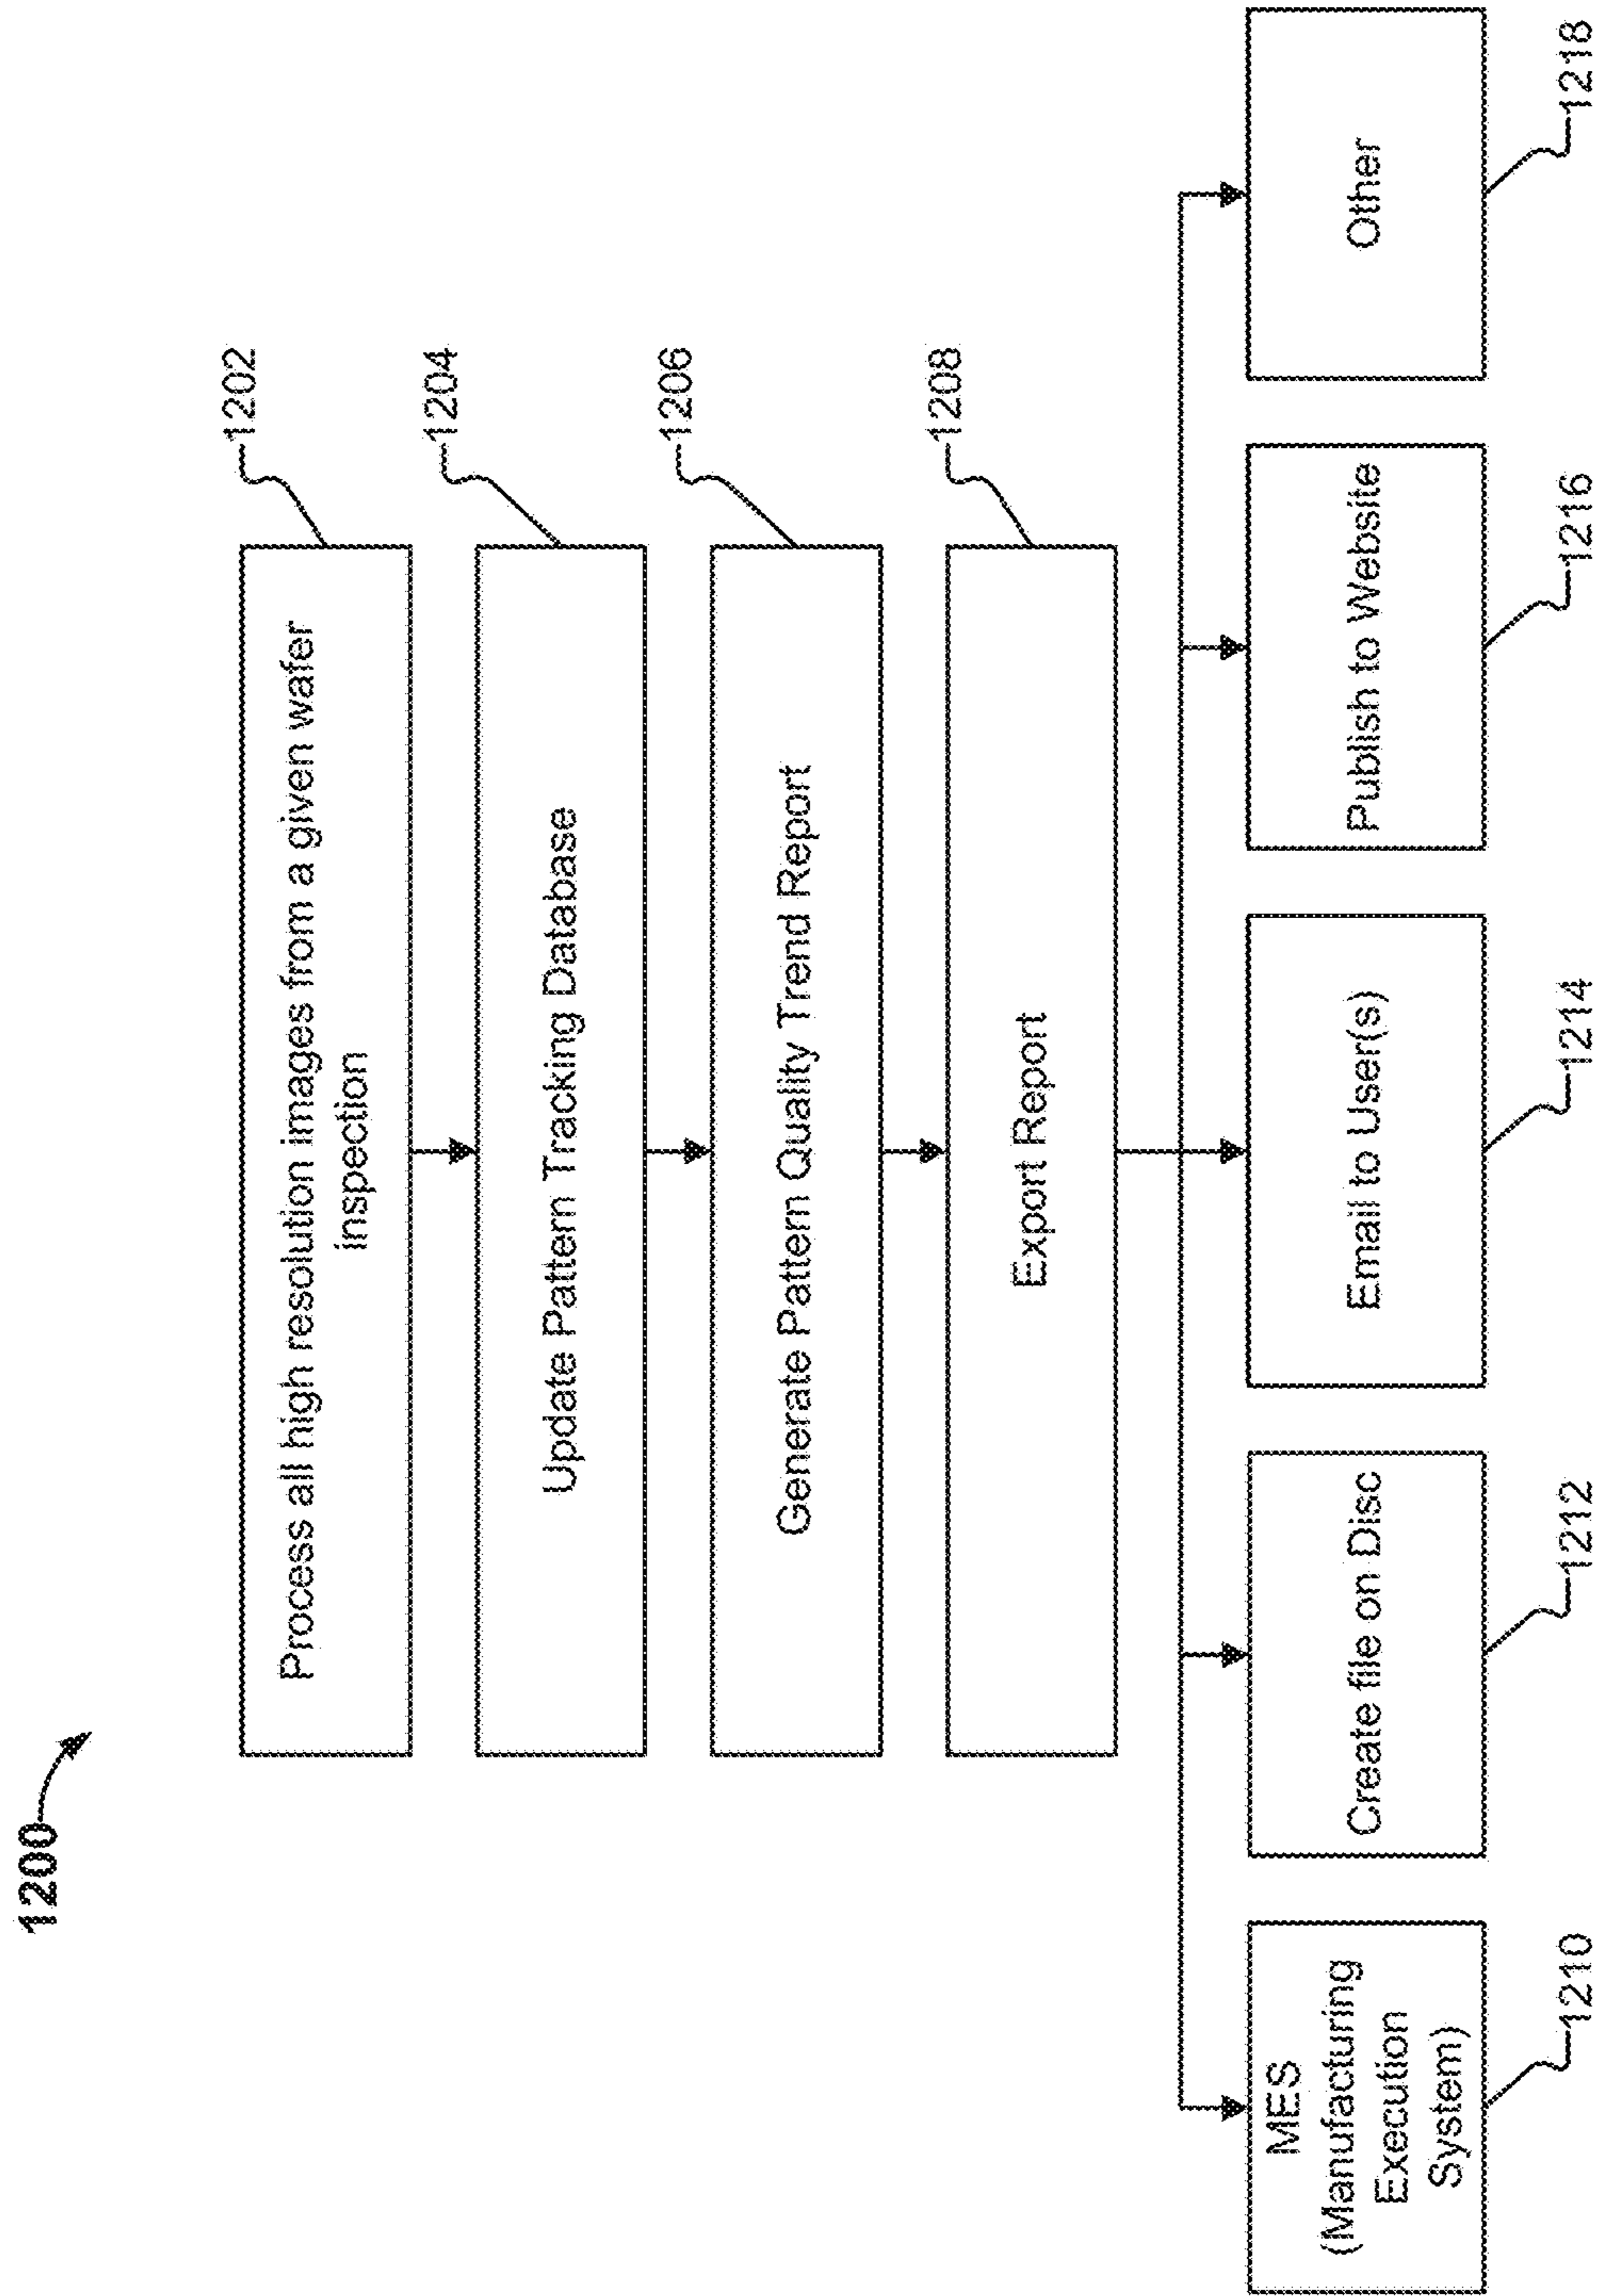 1200
Process all high resolution images from a given wafer
inspection
1202
Update Pattern Tracking Database
1204
Generate Pattern Quality Trend Report
1206
Export Report
1208
MES
(Manufacturing
Execution
System)
1210
Create file on Disc
1212
Email to User(s)
1214
Publish to Website
1216
Other
1218